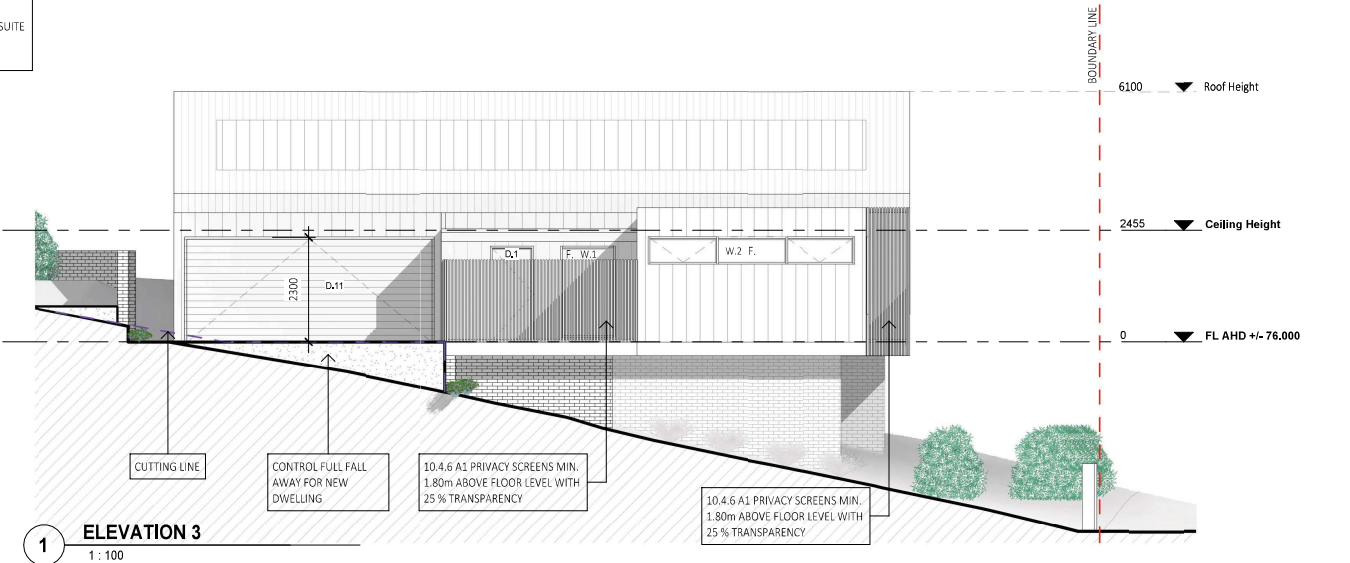 SUITE
BOUNDARY LINE
6100 Roof Height
2455 Ceiling Height
D.1
F. W.1
W.2 F.
2300
D.11
0 FL AHD +/- 76.000
CUTTING LINE
CONTROL FULL FALL
AWAY FOR NEW
DWELLING
10.4.6 A1 PRIVACY SCREENS MIN.
1.80m ABOVE FLOOR LEVEL WITH
25 % TRANSPARENCY
10.4.6 A1 PRIVACY SCREENS MIN.
1.80m ABOVE FLOOR LEVEL WITH
25 % TRANSPARENCY
1 ELEVATION 3
1 : 100